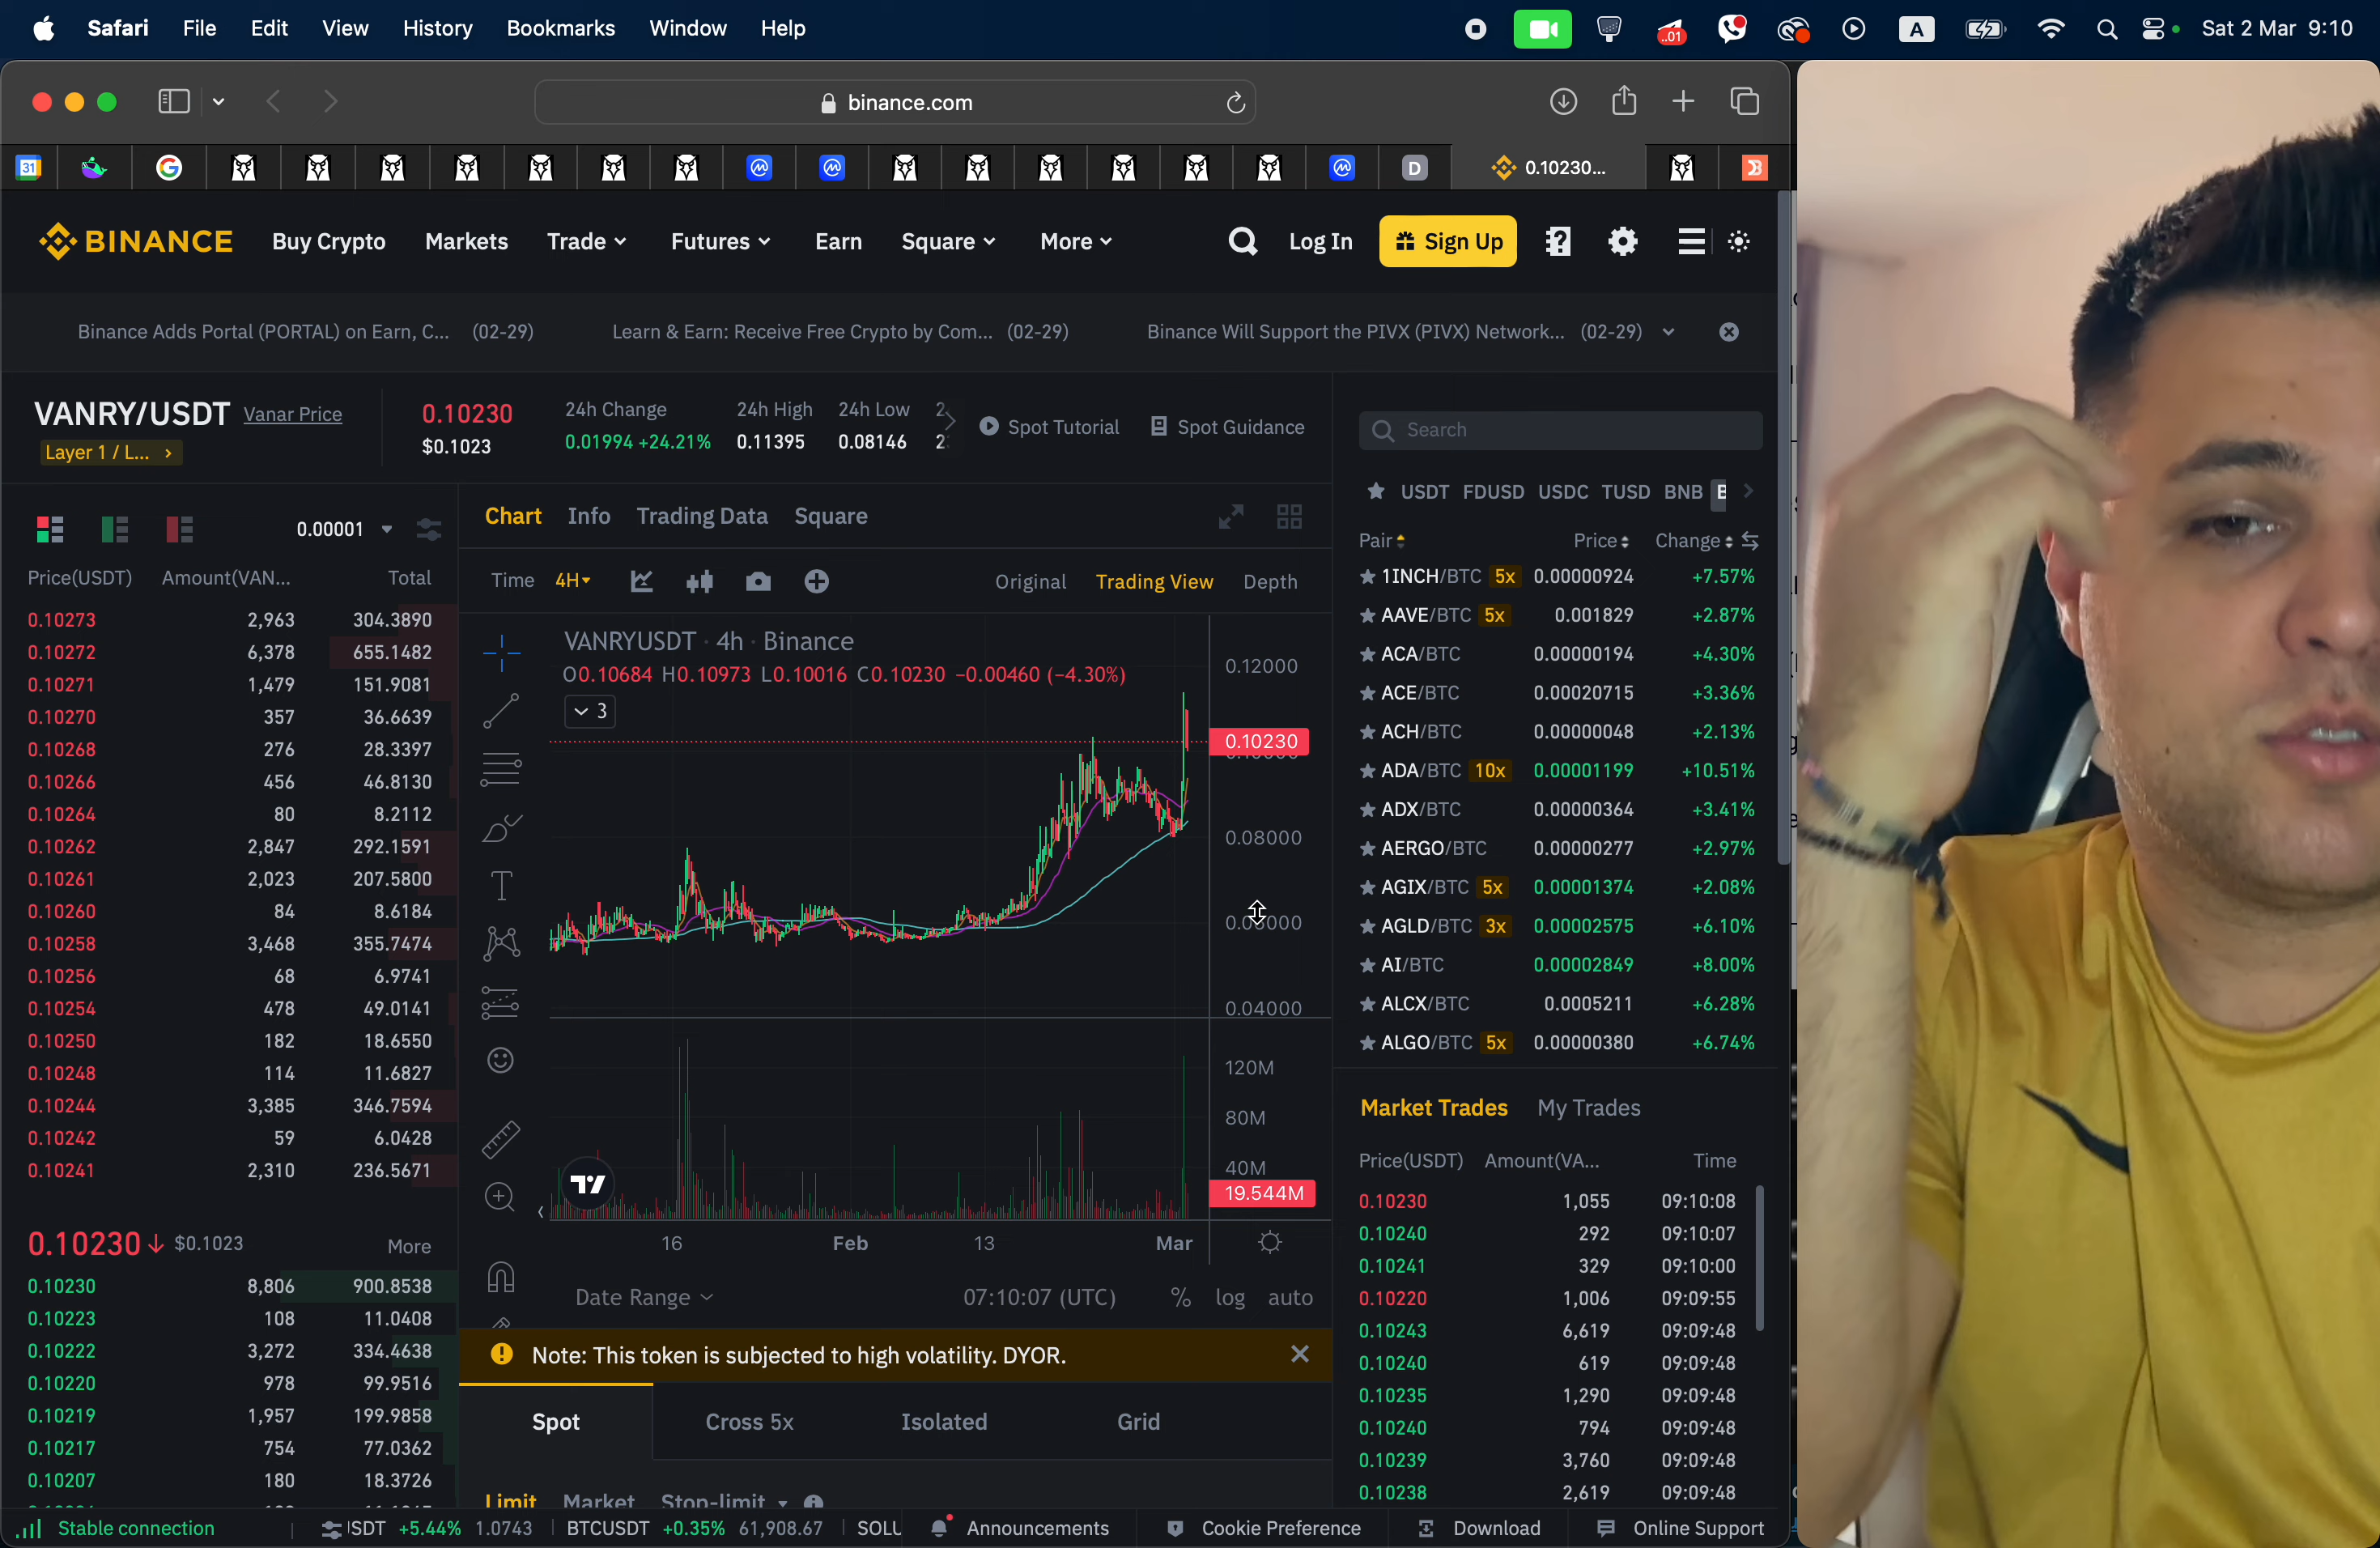 Safari File Edit View History Bookmarks Window Help ..01 A Sat 2 Mar 9:10
binance.com
31 G D 0.10230...
BINANCE Buy Crypto Markets Trade Futures Earn Square More Log In Sign Up
Binance Adds Portal (PORTAL) on Earn, C... (02-29) Learn & Earn: Receive Free Crypto by Com... (02-29) Binance Will Support the PIVX (PIVX) Network... (02-29)
VANRY/USDT Vanar Price
Layer 1 / L... >
0.10230
$0.1023
24h Change 24h High 24h Low
0.01994 +24.21% 0.11395 0.08146
Spot Tutorial Spot Guidance
0.00001
Price(USDT) Amount(VAN... Total
0.10273 2,963 304.3890
0.10272 6,378 655.1482
0.10271 1,479 151.9081
0.10270 357 36.6639
0.10268 276 28.3397
0.10266 456 46.8130
0.10264 80 8.2112
0.10262 2,847 292.1591
0.10261 2,023 207.5800
0.10260 84 8.6184
0.10258 3,468 355.7474
0.10256 68 6.9741
0.10254 478 49.0141
0.10250 182 18.6550
0.10248 114 11.6827
0.10244 3,385 346.7594
0.10242 59 6.0428
0.10241 2,310 236.5671
0.10230 $0.1023 More
0.10230 8,806 900.8538
0.10223 108 11.0408
0.10222 3,272 334.4638
0.10220 978 99.9516
0.10219 1,957 199.9858
0.10217 754 77.0362
0.10207 180 18.3726
Chart Info Trading Data Square
Time 4H Original Trading View Depth
VANRYUSDT · 4h · Binance
O0.10684 H0.10973 L0.10016 C0.10230 −0.00460 (−4.30%)
3
0.12000
0.10230
0.08000
0.04000
120M
80M
40M
19.544M
16 Feb 13 Mar
Date Range 07:10:07 (UTC) % log auto
Note: This token is subjected to high volatility. DYOR.
Spot Cross 5x Isolated Grid
Limit Market Stop-limit
Search
USDT FDUSD USDC TUSD BNB
Pair Price Change
1INCH/BTC 5x 0.00000924 +7.57%
AAVE/BTC 5x 0.001829 +2.87%
ACA/BTC 0.00000194 +4.30%
ACE/BTC 0.00020715 +3.36%
ACH/BTC 0.00000048 +2.13%
ADA/BTC 10x 0.00001199 +10.51%
ADX/BTC 0.00000364 +3.41%
AERGO/BTC 0.00000277 +2.97%
AGIX/BTC 5x 0.00001374 +2.08%
AGLD/BTC 3x 0.00002575 +6.10%
AI/BTC 0.00002849 +8.00%
ALCX/BTC 0.0005211 +6.28%
ALGO/BTC 5x 0.00000380 +6.74%
Market Trades My Trades
Price(USDT) Amount(VA... Time
0.10230 1,055 09:10:08
0.10240 292 09:10:07
0.10241 329 09:10:00
0.10220 1,006 09:09:55
0.10243 6,619 09:09:48
0.10240 619 09:09:48
0.10235 1,290 09:09:48
0.10240 794 09:09:48
0.10239 3,760 09:09:48
0.10238 2,619 09:09:48
Stable connection +5.44% 1.0743 BTCUSDT +0.35% 61,908.67 Announcements Cookie Preference Download Online Support